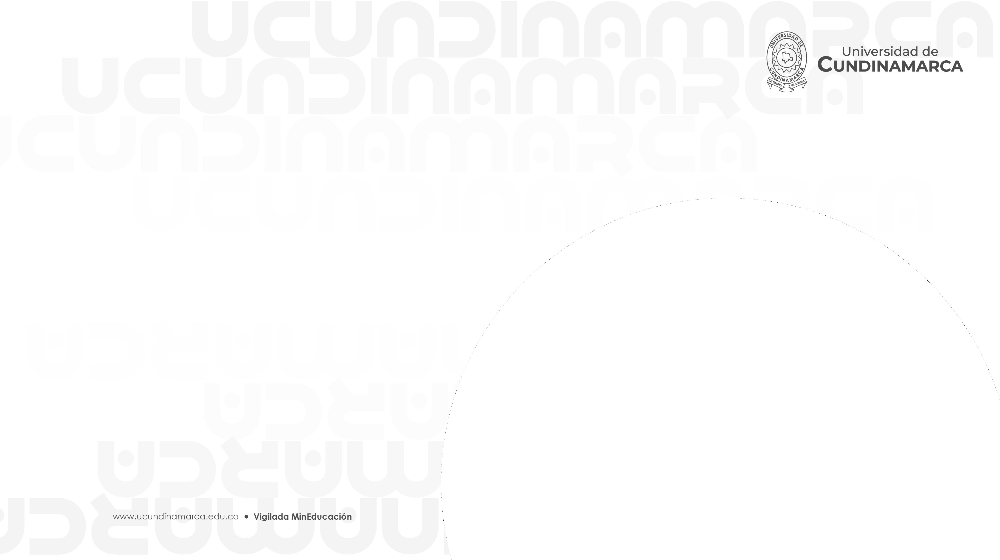 UCUNDINAMARCA
UNIVERSIDAD DE
CUNDINAMARCA
EX UMBRA IN SOLEM
Universidad de
CUNDINAMARCA
UCUNDINAMARCA
UCUNDINAMARCA
UCUNDINAMARCA
www.ucundinamarca.edu.co • Vigilada MinEducación